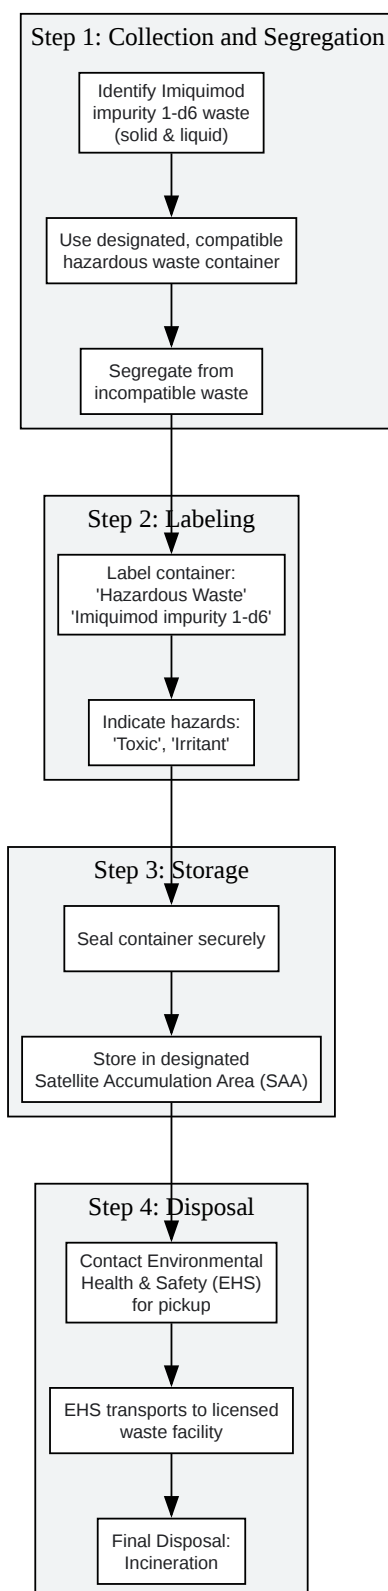 Step 1: Collection and Segregation
Identify Imiquimod
impurity 1-d6 waste
(solid & liquid)
Use designated, compatible
hazardous waste container
Segregate from
incompatible waste
Step 2: Labeling
Label container:
'Hazardous Waste'
'Imiquimod impurity 1-d6'
Indicate hazards:
'Toxic', 'Irritant'
Step 3: Storage
Seal container securely
Store in designated
Satellite Accumulation Area (SAA)
Step 4: Disposal
Contact Environmental
Health & Safety (EHS)
for pickup
EHS transports to licensed
waste facility
Final Disposal:
Incineration